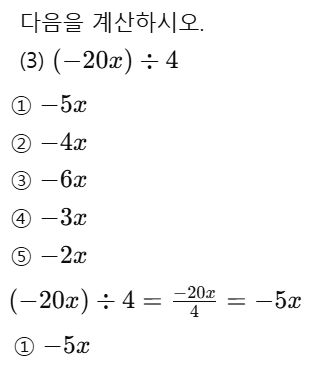 다음을 계산하시오.
(3) (−20x) ÷ 4
① −5x
② −4x
③ −6x
④ −3x
⑤ −2x
(−20x) ÷ 4 = \frac{−20x}{4} = −5x
① −5x